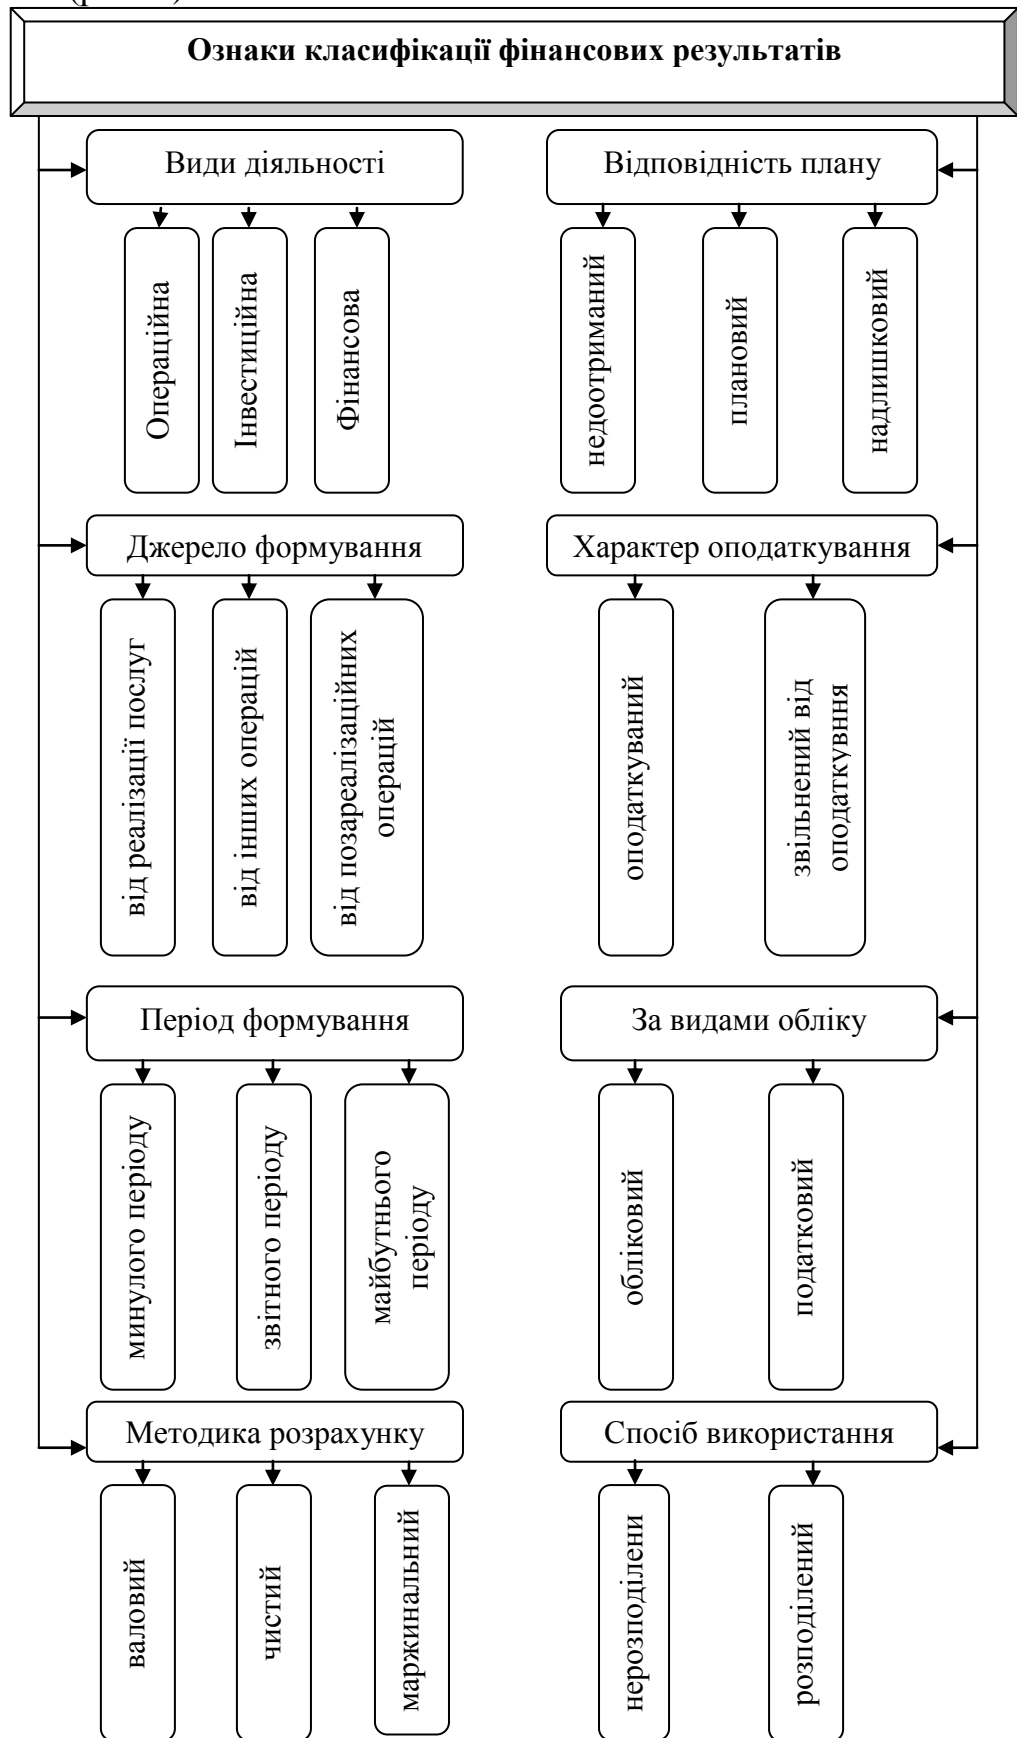 Ознаки класифікації фінансових результатів
Види діяльності
Операційна
Інвестиційна
Фінансова
Відповідність плану
недоотриманий
плановий
надлишковий
Джерело формування
від реалізації послуг
від інших операцій
від позареалізаційних
операцій
Характер оподаткування
оподаткуваний
звільнений від
оподаткувння
Період формування
минулого періоду
звітного періоду
майбутнього
періоду
За видами обліку
обліковий
податковий
Методика розрахунку
валовий
чистий
маржинальний
Спосіб використання
нерозподілени
розподілений